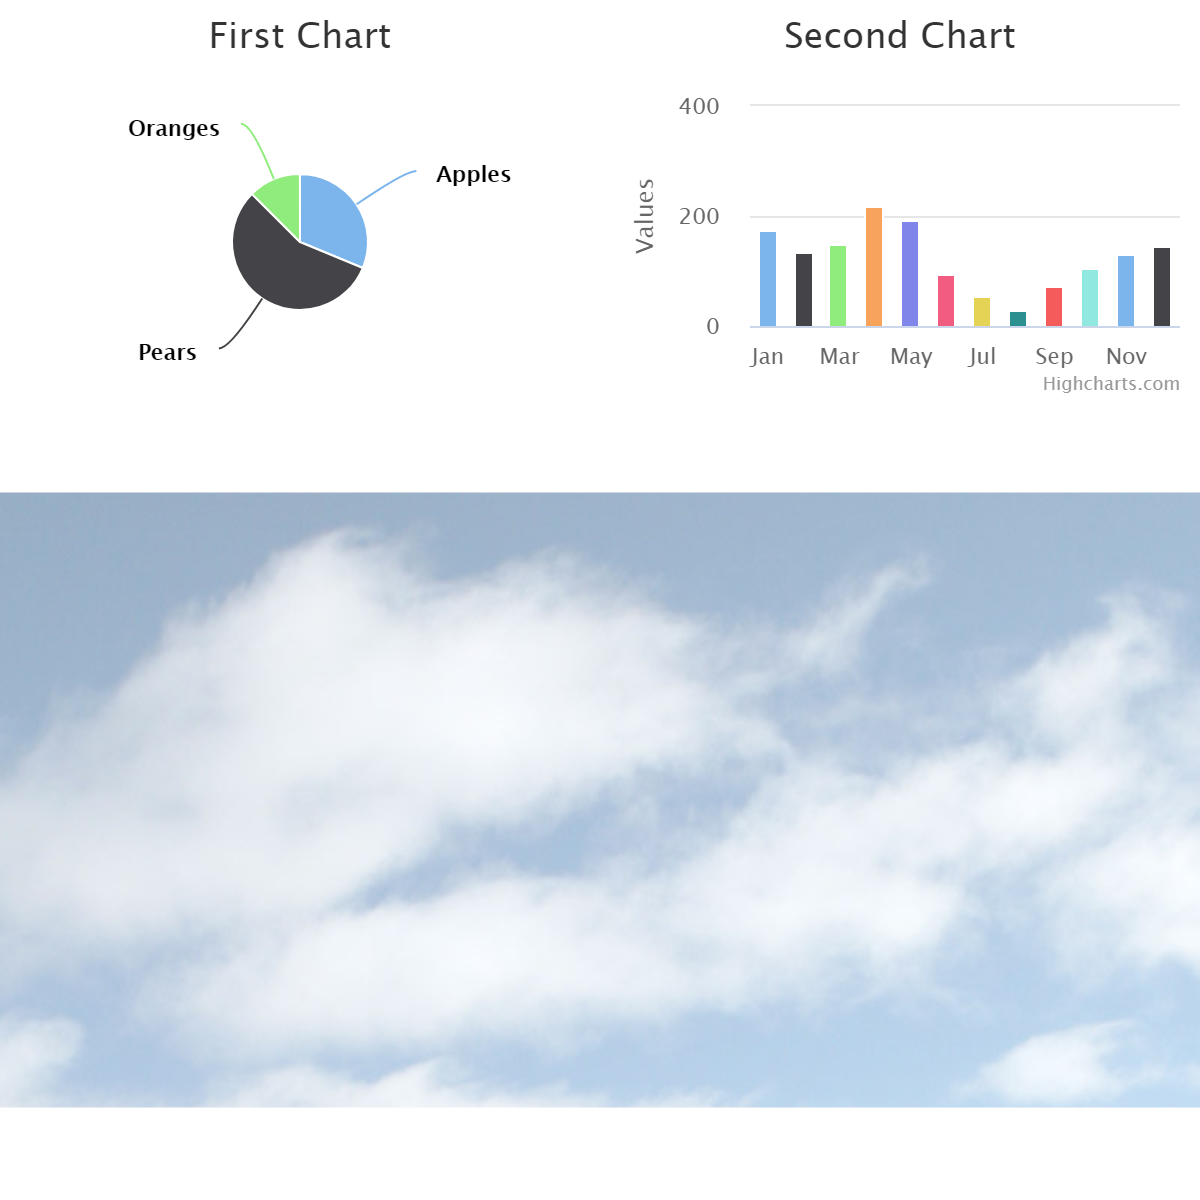 First Chart
Oranges
Apples
Pears
Second Chart
Values
400
200
0
Jan Mar May Jul Sep Nov
Highcharts.com